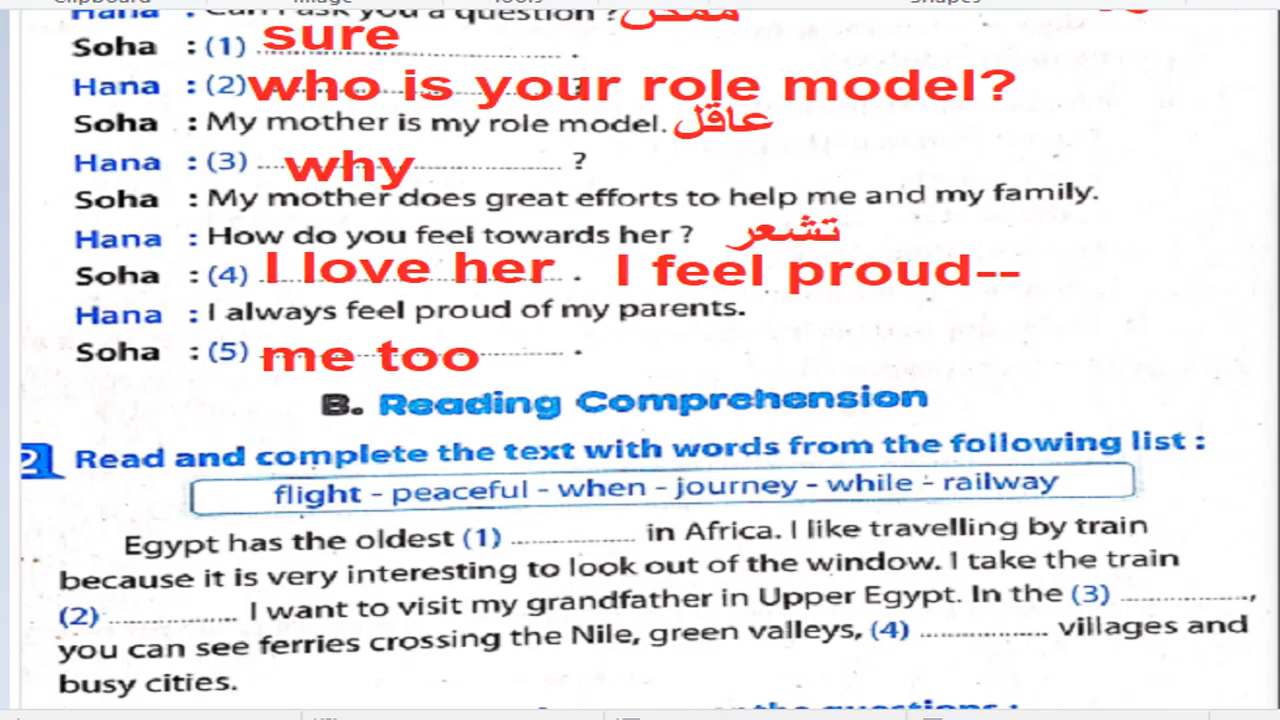 Clipboard Image Tools Shapes
Hana : Can I ask you a question ? ممكن
Soha : (1) sure .
Hana : (2) who is your role model? ?
Soha : My mother is my role model. عاقل
Hana : (3) why ?
Soha : My mother does great efforts to help me and my family.
Hana : How do you feel towards her ? تشعر
Soha : (4) I love her . I feel proud--
Hana : I always feel proud of my parents.
Soha : (5) me too .
B. Reading Comprehension
2 Read and complete the text with words from the following list :
flight - peaceful - when - journey - while - railway
Egypt has the oldest (1) ................ in Africa. I like travelling by train
because it is very interesting to look out of the window. I take the train
(2) ................ I want to visit my grandfather in Upper Egypt. In the (3) ................,
you can see ferries crossing the Nile, green valleys, (4) ................ villages and
busy cities.
the questions :